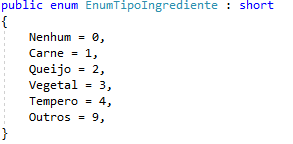 public enum EnumTipoIngrediente : short
{
Nenhum = 0,
Carne = 1,
Queijo = 2,
Vegetal = 3,
Tempero = 4,
Outros = 9,
}